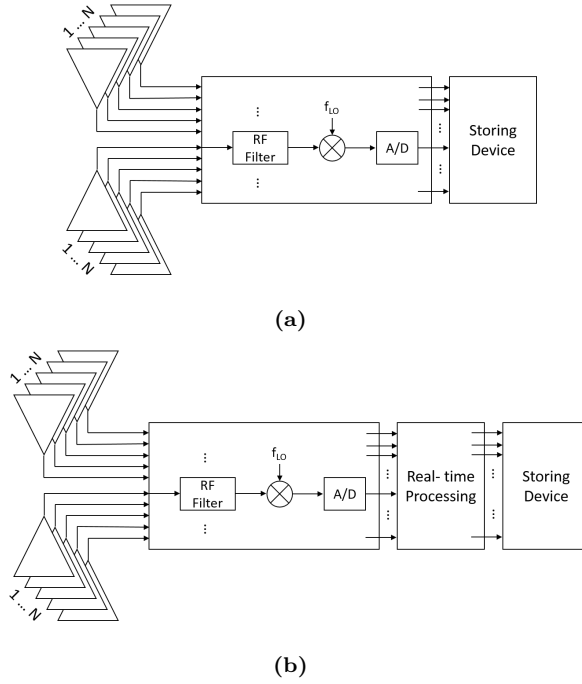 1 ... N
f_LO
RF
Filter
A/D
Storing
Device
1 ... N
(a)
1 ... N
f_LO
RF
Filter
A/D
Real- time
Processing
Storing
Device
1 ... N
(b)